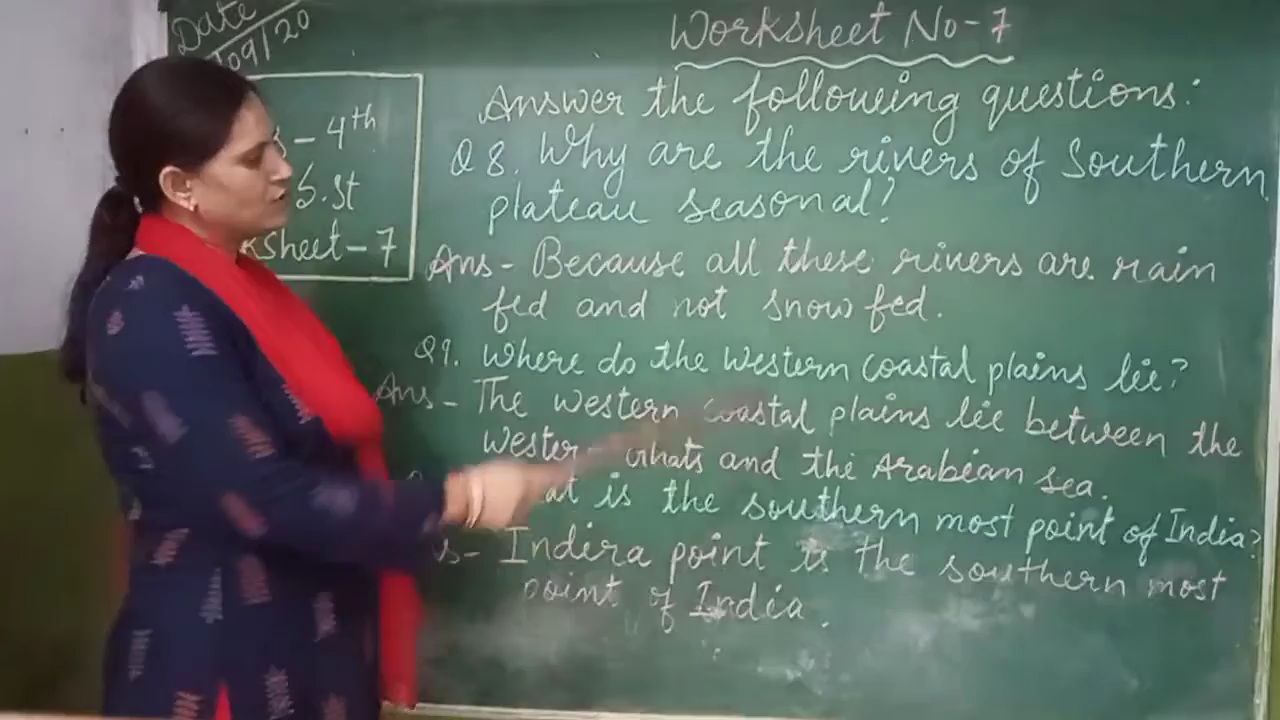 Date
/09/20
- 4th
S.St
ksheet - 7
Worksheet No - 7
Answer the following questions:
Q 8. Why are the rivers of Southern
plateau seasonal?
Ans - Because all these rivers are rain
fed and not snow fed.
Q9. Where do the Western coastal plains lie?
Ans - The western coastal plains lie between the
Wester Ghats and the Arabian sea.
at is the southern most point of India?
s - Indira point is the southern most
point of India.